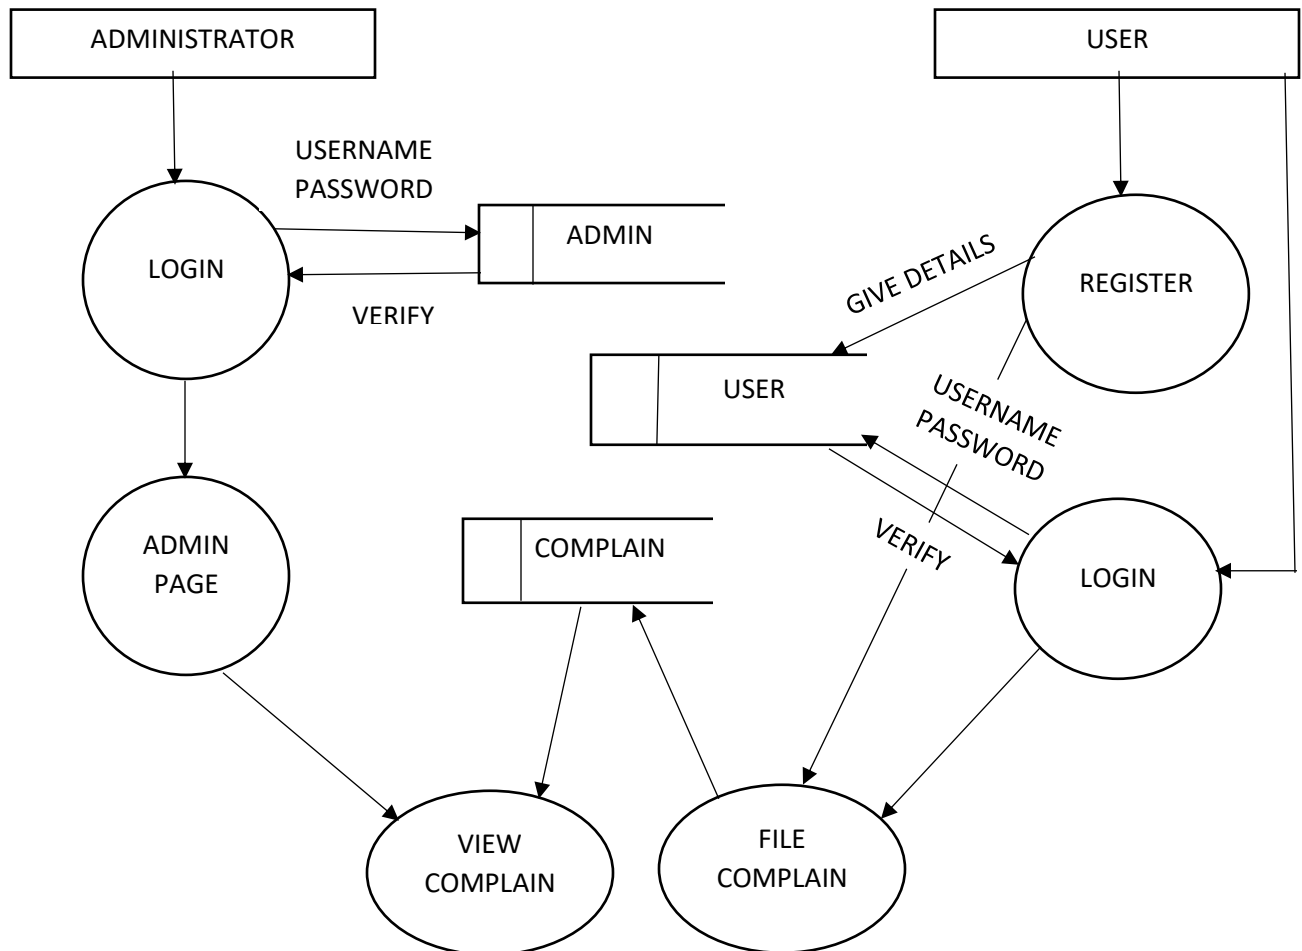 ADMINISTRATOR
USER
USERNAME
PASSWORD
ADMIN
LOGIN
VERIFY
GIVE DETAILS
REGISTER
USER
USERNAME
PASSWORD
ADMIN
PAGE
COMPLAIN
VERIFY
LOGIN
VIEW
COMPLAIN
FILE
COMPLAIN